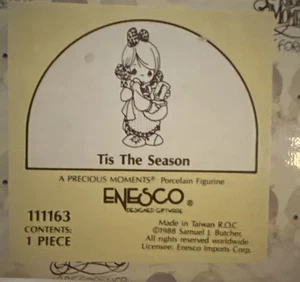 Tis The Season
A PRECIOUS MOMENTS® Porcelain Figurine
ENESCO®
DESIGNED GIFTWARE
111163
CONTENTS:
1 PIECE
Made in Taiwan R.O.C
©1988 Samuel J. Butcher,
All rights reserved worldwide
Licensee: Enesco Imports Corp.